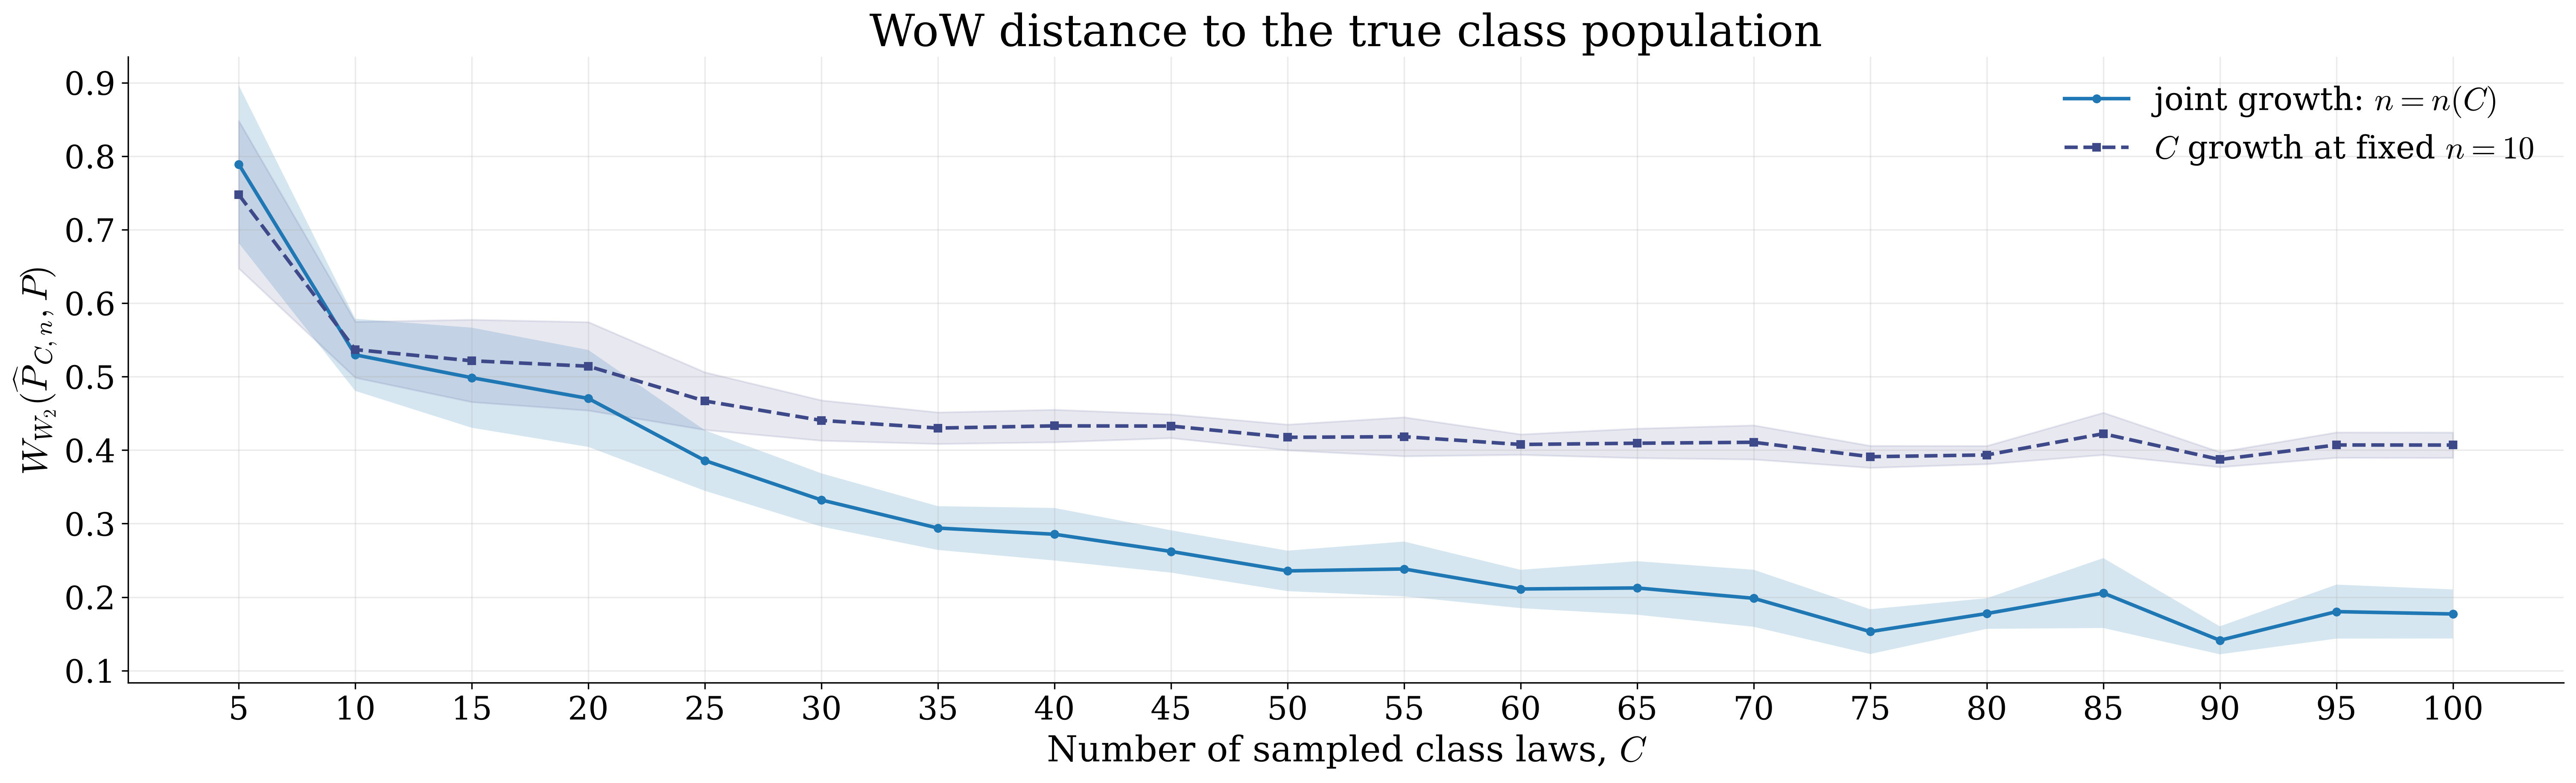 WoW distance to the true class population
joint growth: n = n(C)
C growth at fixed n = 10
W_{W_2}(\widehat{P}_{C,n}, P)
0.9
0.8
0.7
0.6
0.5
0.4
0.3
0.2
0.1
5 10 15 20 25 30 35 40 45 50 55 60 65 70 75 80 85 90 95 100
Number of sampled class laws, C